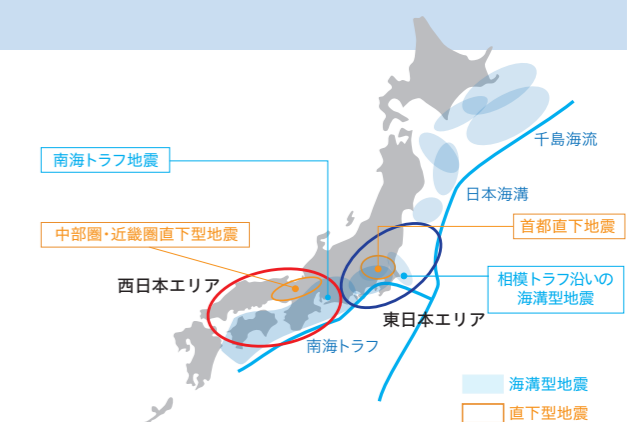 千島海流
南海トラフ地震
日本海溝
首都直下地震
中部圏・近畿圏直下型地震
相模トラフ沿いの
海溝型地震
西日本エリア
東日本エリア
南海トラフ
海溝型地震
直下型地震